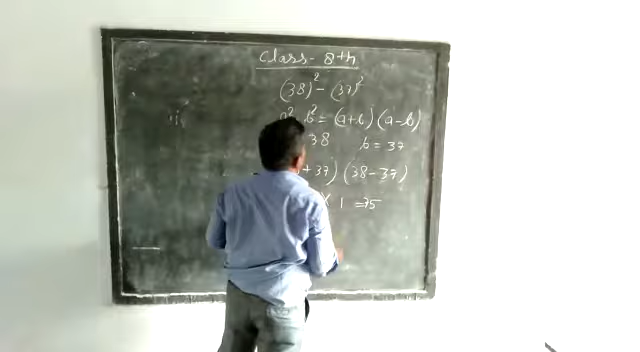 Class - 8th
(38)² - (37)²
a² b² = (a+b) (a-b)
38 b = 37
+ 37) (38 - 37)
× 1 = 75